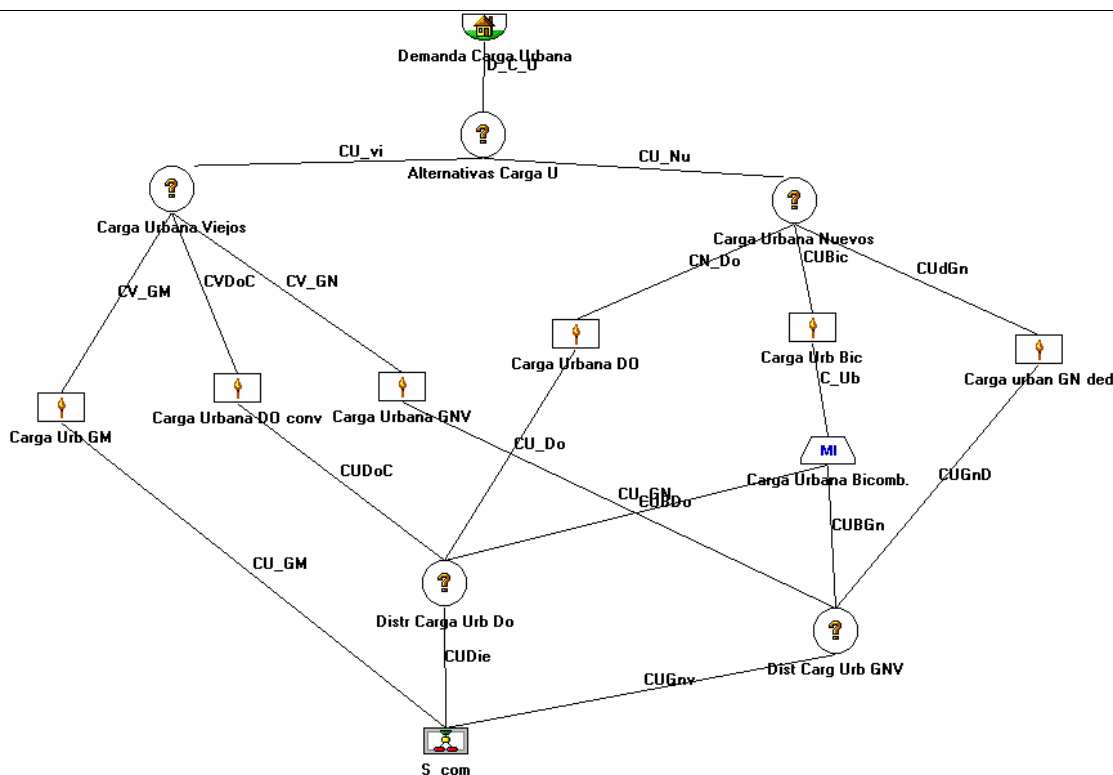 Demanda Carga Urbana
D_C_U
?
CU_vi
CU_Nu
Alternativas Carga U
?
?
Carga Urbana Viejos
Carga Urbana Nuevos
CN_Do
CUBic
CUdGn
CV_GM
CVDoC
CV_GN
Carga Urbana DO
Carga Urb Bic
Carga urban GN ded
C_Ub
Carga Urb GM
Carga Urbana DO conv
Carga Urbana GNV
CU_Do
MI
Carga Urbana Bicomb.
CUDoC
CU_GN
CUBDo
CUGnD
CUBGn
CU_GM
?
Distr Carga Urb Do
?
Dist Carg Urb GNV
CUDie
CUGnv
S_com